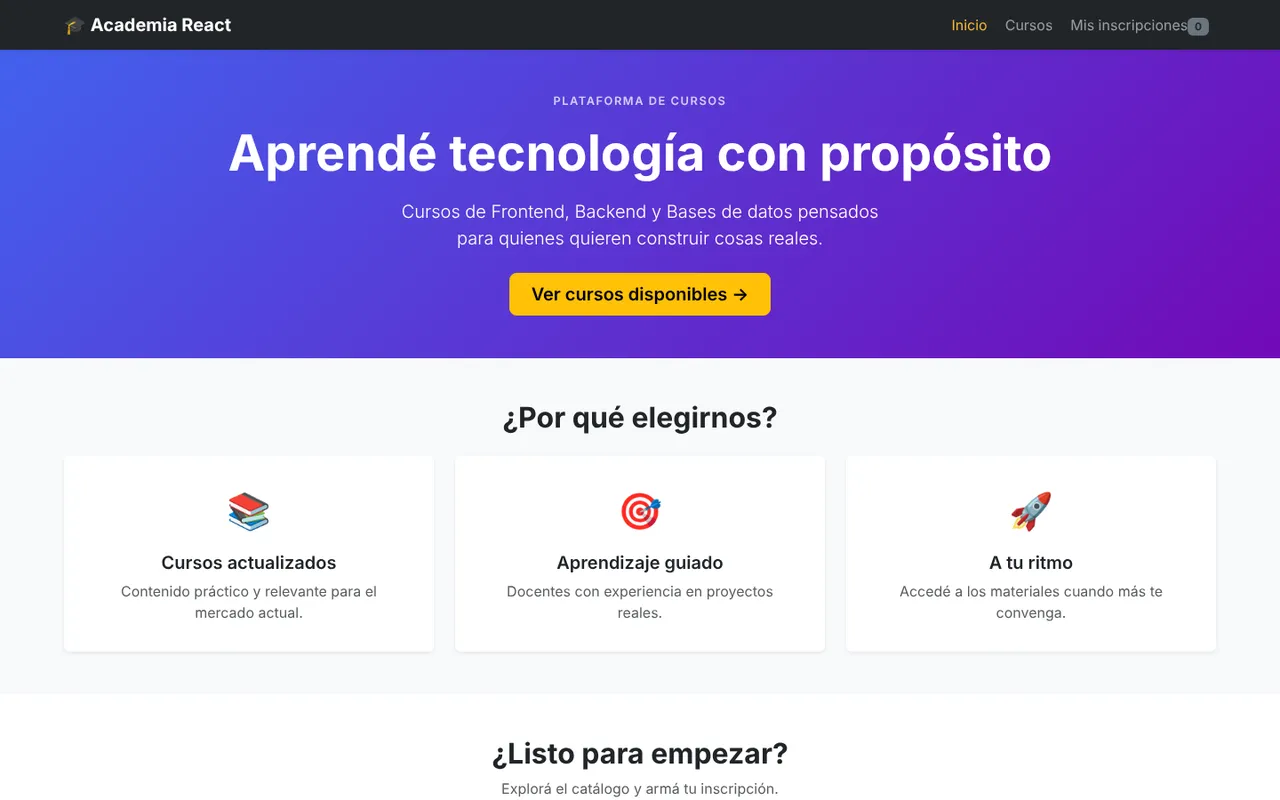 🎓 Academia React
Inicio Cursos Mis inscripciones 0
PLATAFORMA DE CURSOS
Aprendé tecnología con propósito
Cursos de Frontend, Backend y Bases de datos pensados
para quienes quieren construir cosas reales.
Ver cursos disponibles →
¿Por qué elegirnos?
Cursos actualizados
Contenido práctico y relevante para el
mercado actual.
Aprendizaje guiado
Docentes con experiencia en proyectos
reales.
A tu ritmo
Accedé a los materiales cuando más te
convenga.
¿Listo para empezar?
Explorá el catálogo y armá tu inscripción.